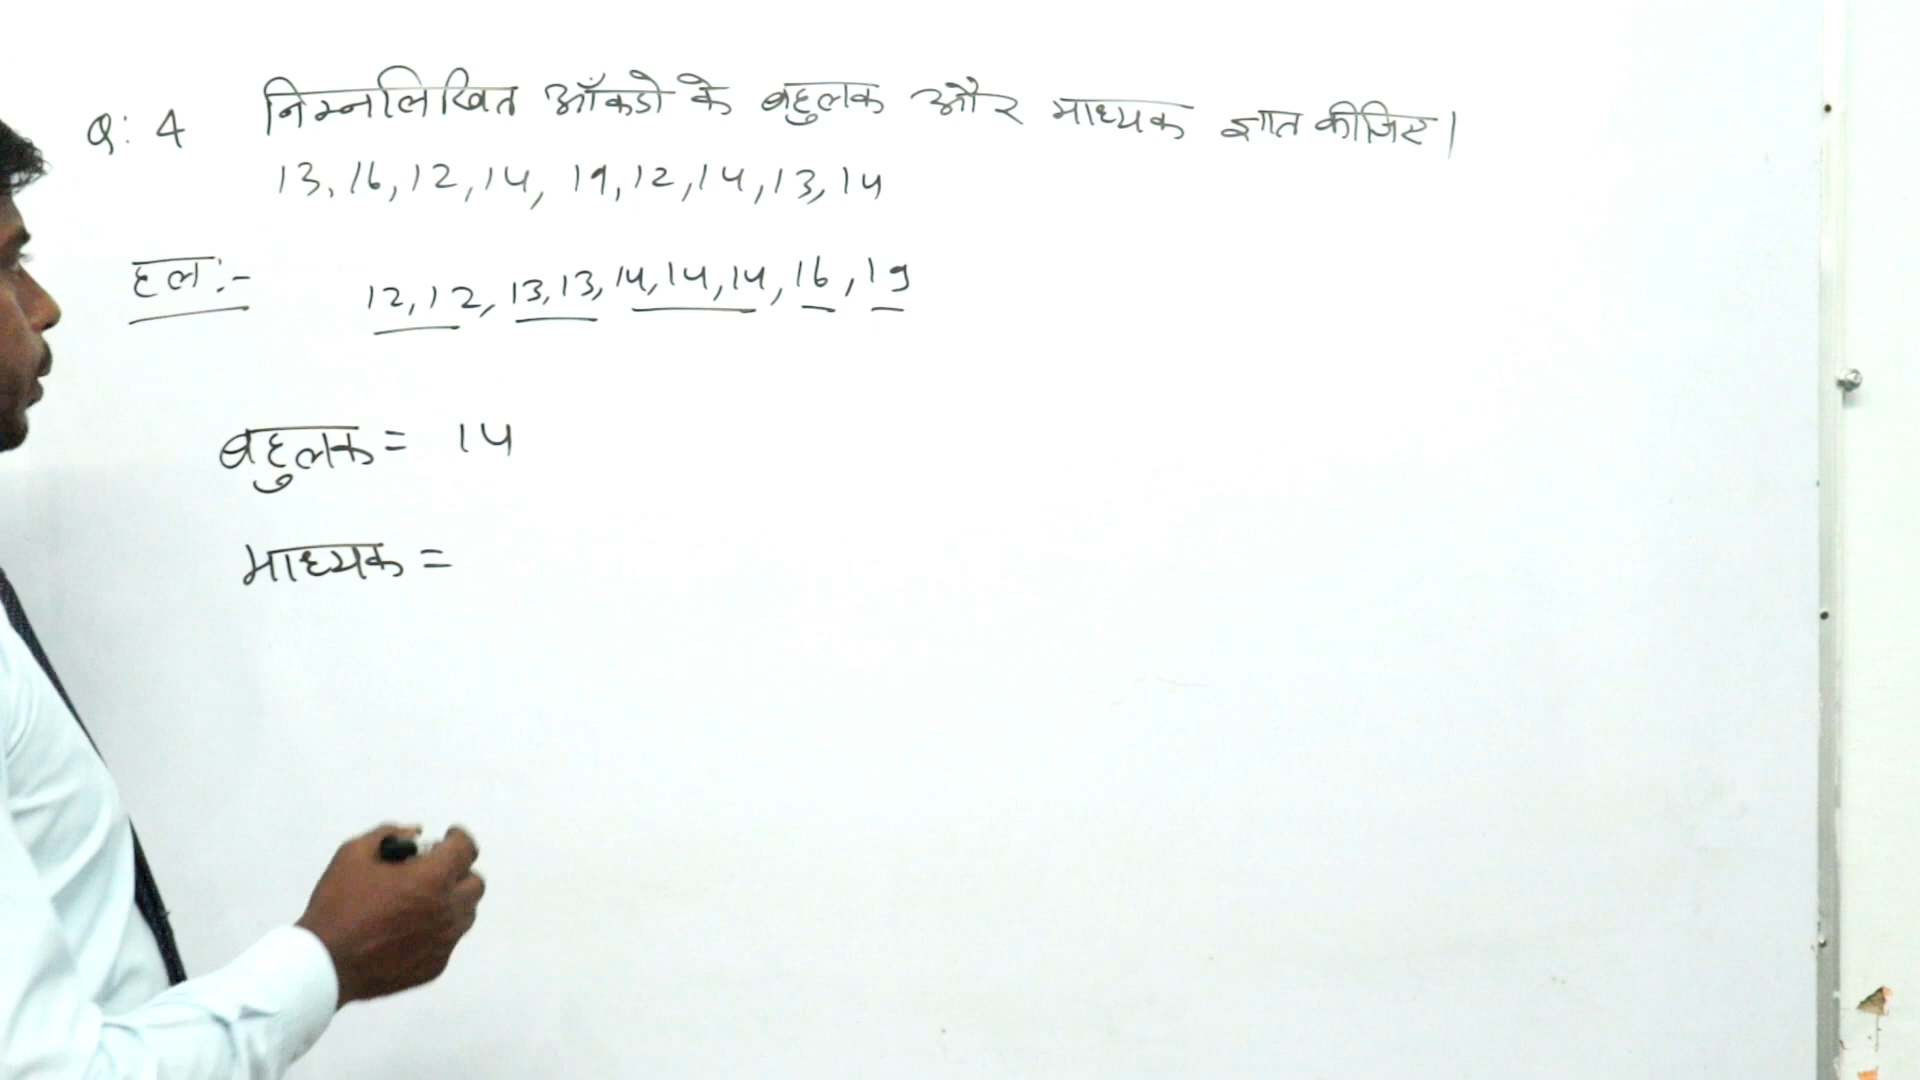 Q: 4 निम्नलिखित आँकडो के बहुलक और माध्यक ज्ञात कीजिए।
13, 16, 12, 14, 19, 12, 14, 13, 14
हल:-
12, 12, 13, 13, 14, 14, 14, 16, 19
बहुलक = 14
माध्यक =